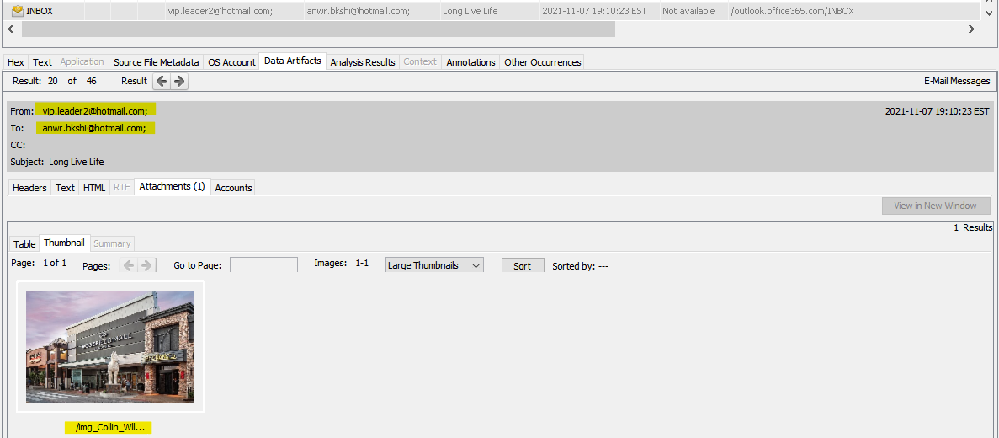 INBOX vip.leader2@hotmail.com; anwr.bkshi@hotmail.com; Long Live Life 2021-11-07 19:10:23 EST Not available /outlook.office365.com/INBOX
Hex Text Application Source File Metadata OS Account Data Artifacts Analysis Results Context Annotations Other Occurrences
Result: 20 of 46 Result E-Mail Messages
From: vip.leader2@hotmail.com; 2021-11-07 19:10:23 EST
To: anwr.bkshi@hotmail.com;
CC:
Subject: Long Live Life
Headers Text HTML RTF Attachments (1) Accounts
View in New Window
1 Results
Table Thumbnail Summary
Page: 1 of 1 Pages: Go to Page: Images: 1-1 Large Thumbnails Sort Sorted by: ---
WOODFIELD MALL
/img_Collin_Wll...